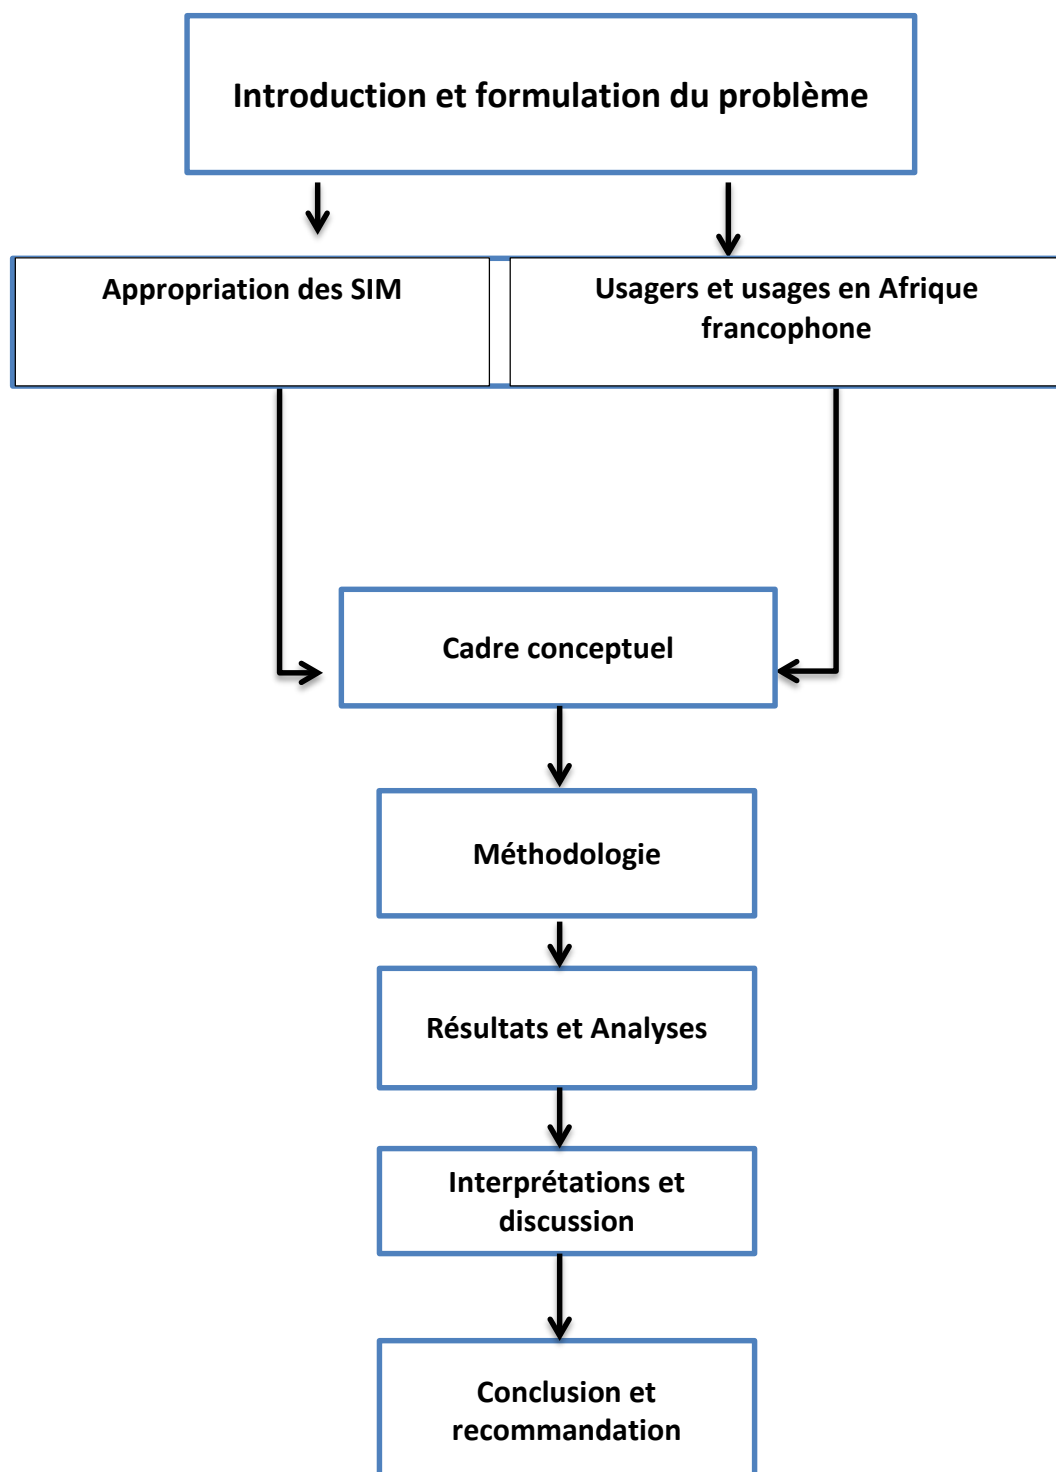 Introduction et formulation du problème
Appropriation des SIM
Usagers et usages en Afrique
francophone
Cadre conceptuel
Méthodologie
Résultats et Analyses
Interprétations et
discussion
Conclusion et
recommandation